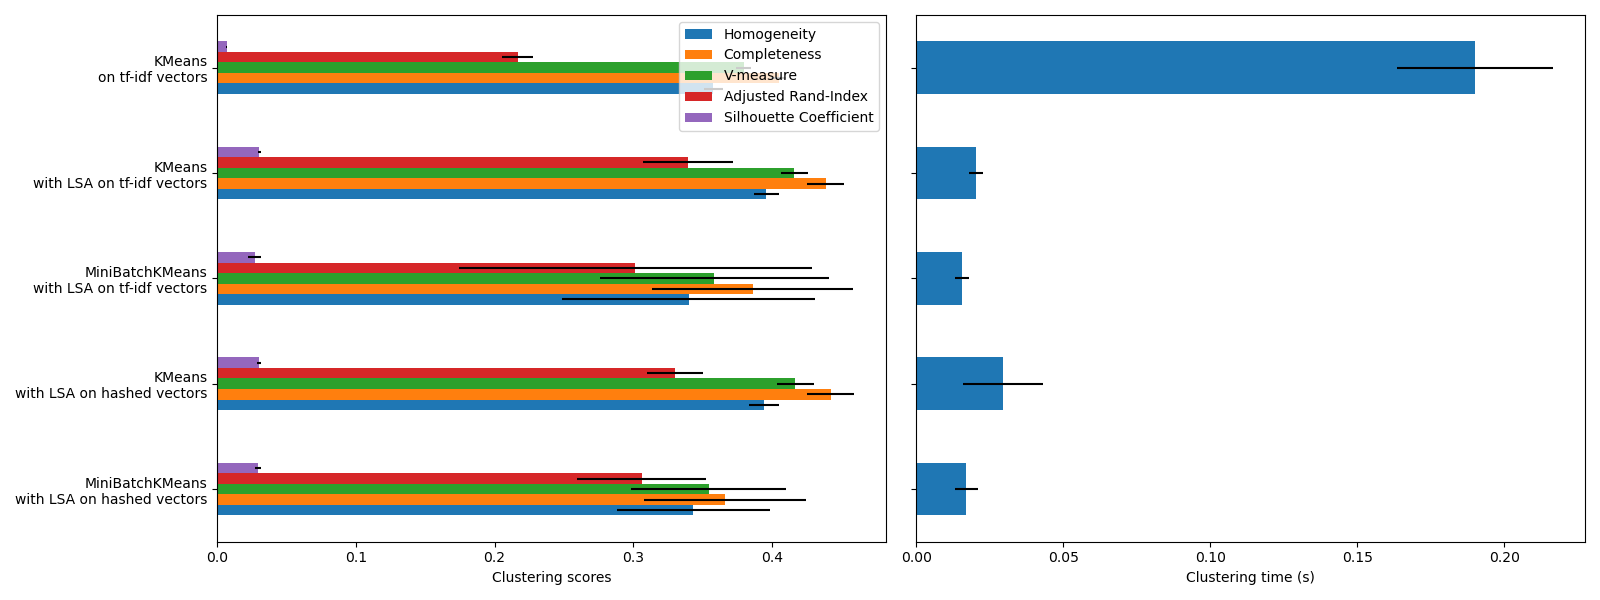 KMeans
on tf-idf vectors
KMeans
with LSA on tf-idf vectors
MiniBatchKMeans
with LSA on tf-idf vectors
KMeans
with LSA on hashed vectors
MiniBatchKMeans
with LSA on hashed vectors
Homogeneity
Completeness
V-measure
Adjusted Rand-Index
Silhouette Coefficient
0.0 0.1 0.2 0.3 0.4
Clustering scores
0.00 0.05 0.10 0.15 0.20
Clustering time (s)